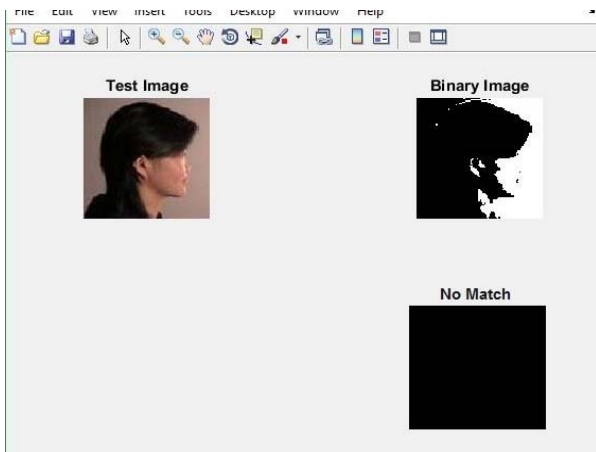 File Edit View Insert Tools Desktop Window Help
Test Image
Binary Image
No Match